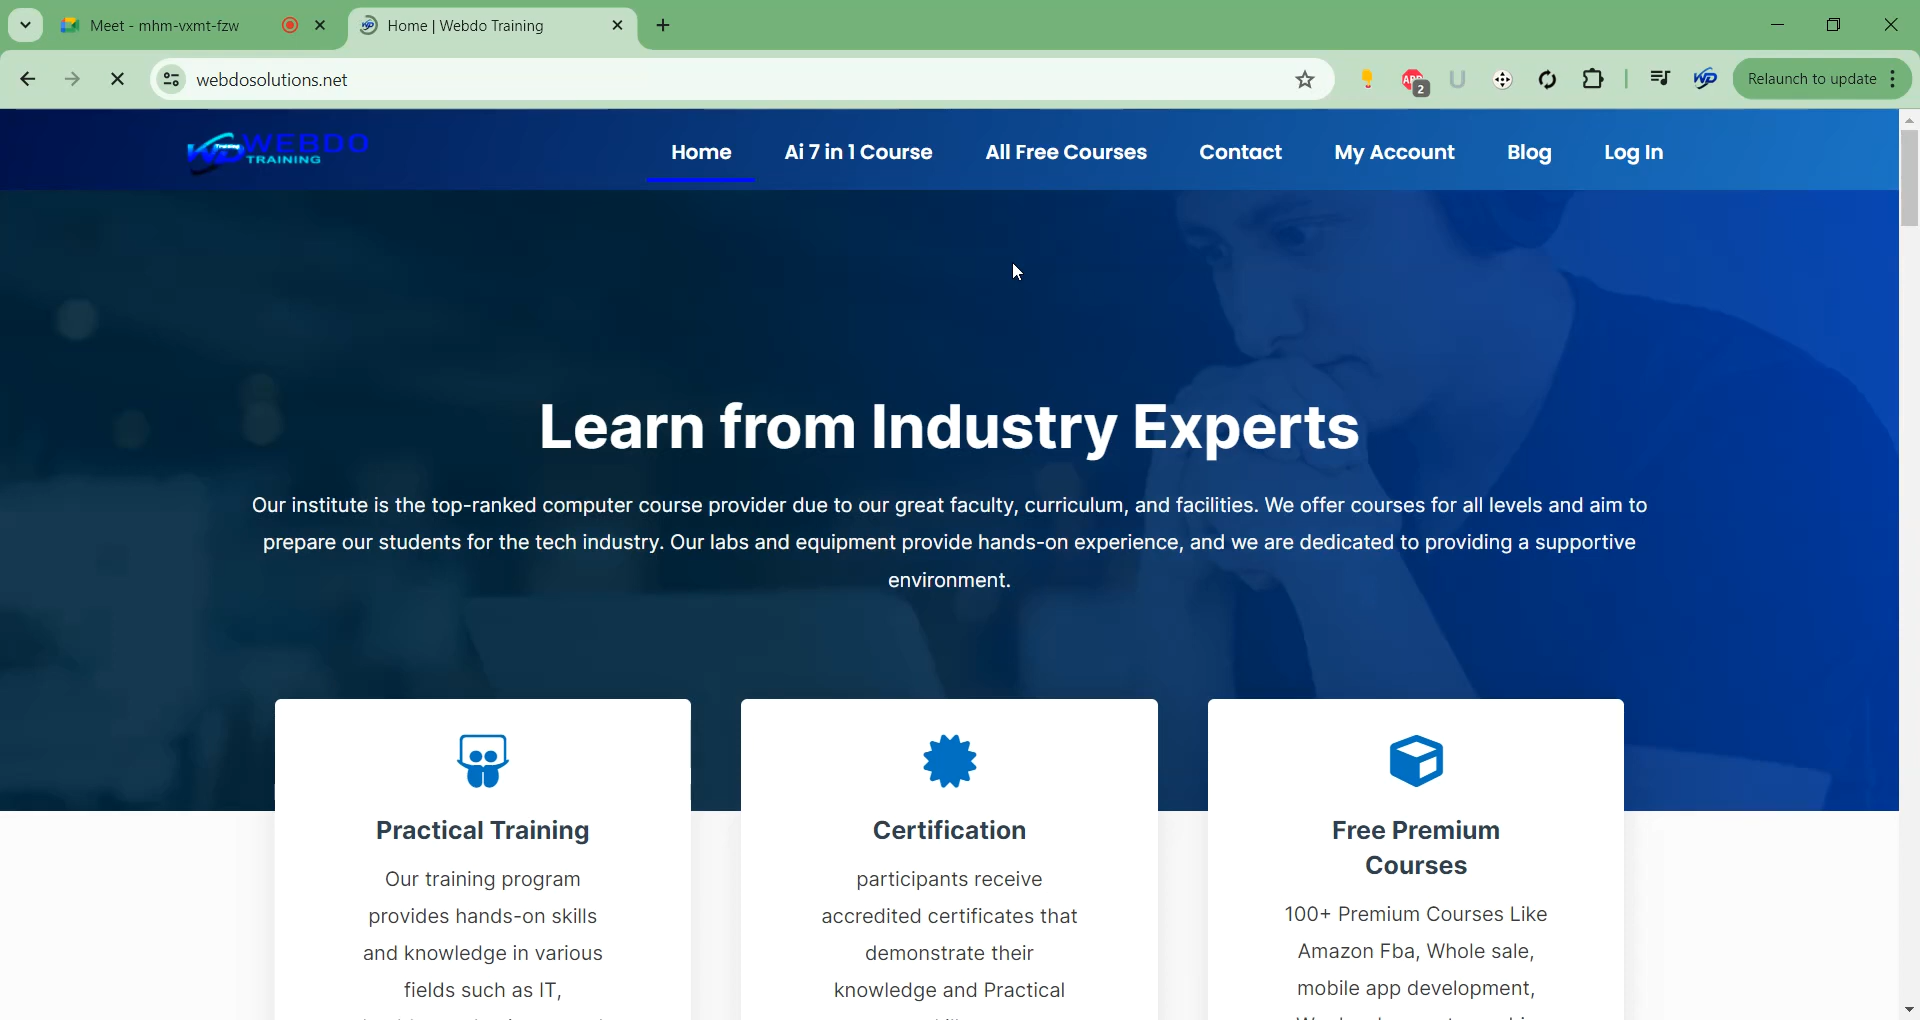 Meet - mhm-vxmt-fzw
Home | Webdo Training
webdosolutions.net
ABP
2
Relaunch to update
WD Training
WEBDO
TRAINING
Home
Ai 7 in 1 Course
All Free Courses
Contact
My Account
Blog
Log In
Learn from Industry Experts
Our institute is the top-ranked computer course provider due to our great faculty, curriculum, and facilities. We offer courses for all levels and aim to
prepare our students for the tech industry. Our labs and equipment provide hands-on experience, and we are dedicated to providing a supportive
environment.
Practical Training
Our training program
provides hands-on skills
and knowledge in various
fields such as IT,
Certification
participants receive
accredited certificates that
demonstrate their
knowledge and Practical
Free Premium
Courses
100+ Premium Courses Like
Amazon Fba, Whole sale,
mobile app development,